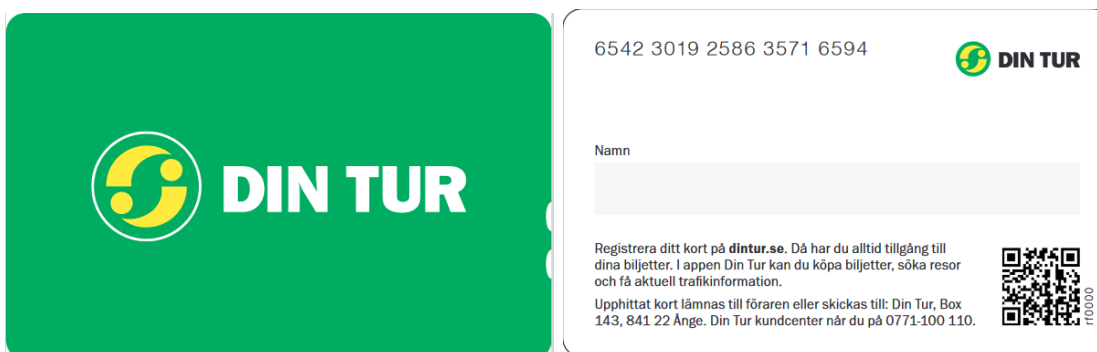 DIN TUR
6542 3019 2586 3571 6594
DIN TUR
Namn
Registrera ditt kort på dintur.se. Då har du alltid tillgång till
dina biljetter. I appen Din Tur kan du köpa biljetter, söka resor
och få aktuell trafikinformation.
Upphittat kort lämnas till föraren eller skickas till: Din Tur, Box
143, 841 22 Ånge. Din Tur kundcenter når du på 0771-100 110.
rf0000